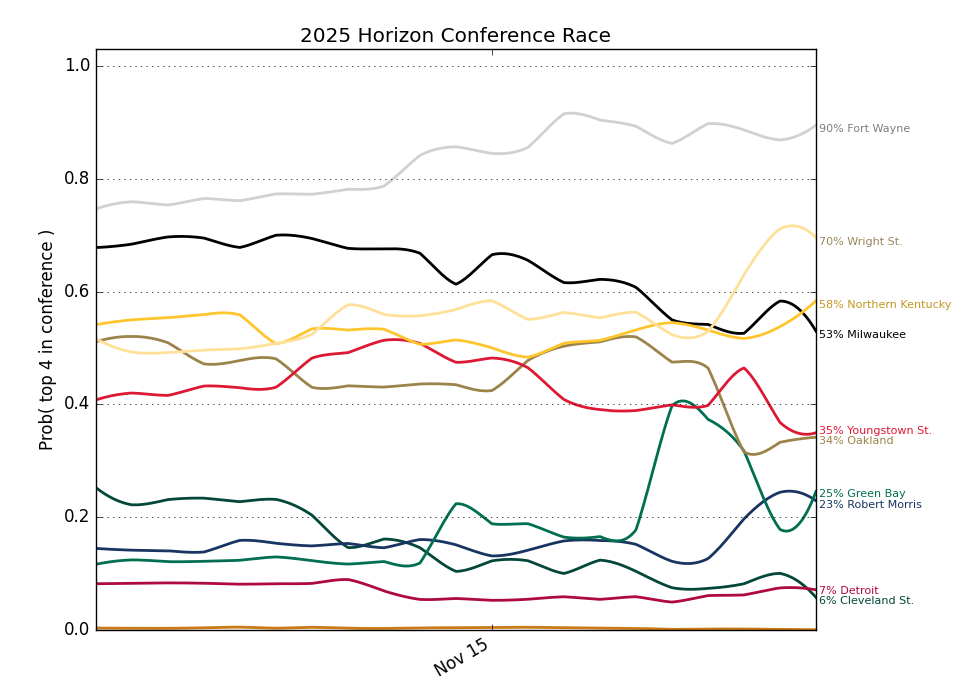 2025 Horizon Conference Race
Prob( top 4 in conference )
1.0
0.8
0.6
0.4
0.2
0.0
Nov 15
90% Fort Wayne
70% Wright St.
58% Northern Kentucky
53% Milwaukee
35% Youngstown St.
34% Oakland
25% Green Bay
23% Robert Morris
7% Detroit
6% Cleveland St.